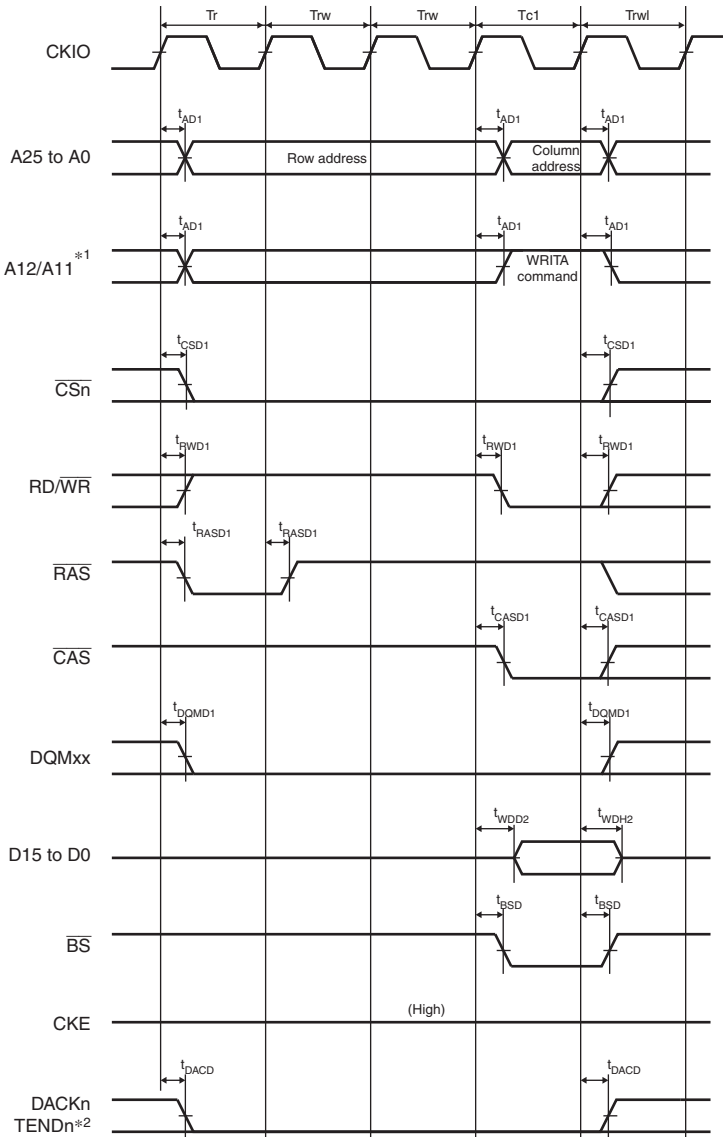 Tr Trw Trw Tc1 Trwl
CKIO
tAD1 tAD1 tAD1
A25 to A0 Row address Column address
tAD1 tAD1 tAD1
A12/A11*1 WRITA command
tCSD1 tCSD1
CSn
tRWD1 tRWD1 tRWD1
RD/WR
tRASD1 tRASD1
RAS
tCASD1 tCASD1
CAS
tDQMD1 tDQMD1
DQMxx
tWDD2 tWDH2
D15 to D0
tBSD tBSD
BS
(High)
CKE
tDACD tDACD
DACKn
TENDn*2